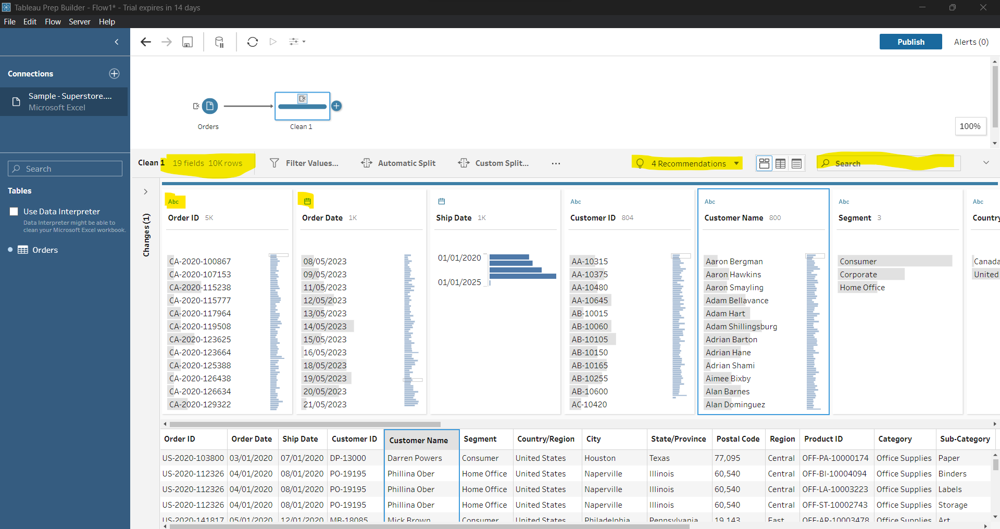 Tableau Prep Builder - Flow1* - Trial expires in 14 days
File Edit Flow Server Help
Publish Alerts (0)
Connections
Sample - Superstore....
Microsoft Excel
Orders
Clean 1
100%
Clean 1 19 fields 10K rows Filter Values... Automatic Split Custom Split... 4 Recommendations Search
Search
Tables
Use Data Interpreter
Data Interpreter might be able to
clean your Microsoft Excel workbook.
Orders
Changes (1)
Abc
Order ID 5K
CA-2020-100867
CA-2020-107153
CA-2020-115238
CA-2020-115777
CA-2020-117964
CA-2020-119508
CA-2020-123625
CA-2020-123664
CA-2020-125388
CA-2020-126438
CA-2020-126634
CA-2020-129322
Order Date 1K
08/05/2023
09/05/2023
11/05/2023
12/05/2023
13/05/2023
14/05/2023
15/05/2023
16/05/2023
18/05/2023
19/05/2023
20/05/2023
21/05/2023
Ship Date 1K
01/01/2020
01/01/2025
Abc
Customer ID 804
AA-10315
AA-10375
AA-10480
AA-10645
AB-10015
AB-10060
AB-10105
AB-10150
AB-10165
AB-10255
AB-10600
AC-10420
Abc
Customer Name 800
Aaron Bergman
Aaron Hawkins
Aaron Smayling
Adam Bellavance
Adam Hart
Adam Shillingsburg
Adrian Barton
Adrian Hane
Adrian Shami
Aimee Bixby
Alan Barnes
Alan Dominguez
Abc
Segment 3
Consumer
Corporate
Home Office
Abc
Country
Canada
United
Order ID Order Date Ship Date Customer ID Customer Name Segment Country/Region City State/Province Postal Code Region Product ID Category Sub-Category
US-2020-103800 03/01/2020 07/01/2020 DP-13000 Darren Powers Consumer United States Houston Texas 77,095 Central OFF-PA-10000174 Office Supplies Paper
US-2020-112326 04/01/2020 08/01/2020 PO-19195 Phillina Ober Home Office United States Naperville Illinois 60,540 Central OFF-BI-10004094 Office Supplies Binders
US-2020-112326 04/01/2020 08/01/2020 PO-19195 Phillina Ober Home Office United States Naperville Illinois 60,540 Central OFF-LA-10003223 Office Supplies Labels
US-2020-112326 04/01/2020 08/01/2020 PO-19195 Phillina Ober Home Office United States Naperville Illinois 60,540 Central OFF-ST-10002743 Office Supplies Storage
US-2020-141817 05/01/2020 12/01/2020 MB-18085 Mick Brown Consumer United States Philadelphia Pennsylvania 19,143 East OFF-AR-10003478 Office Supplies Art